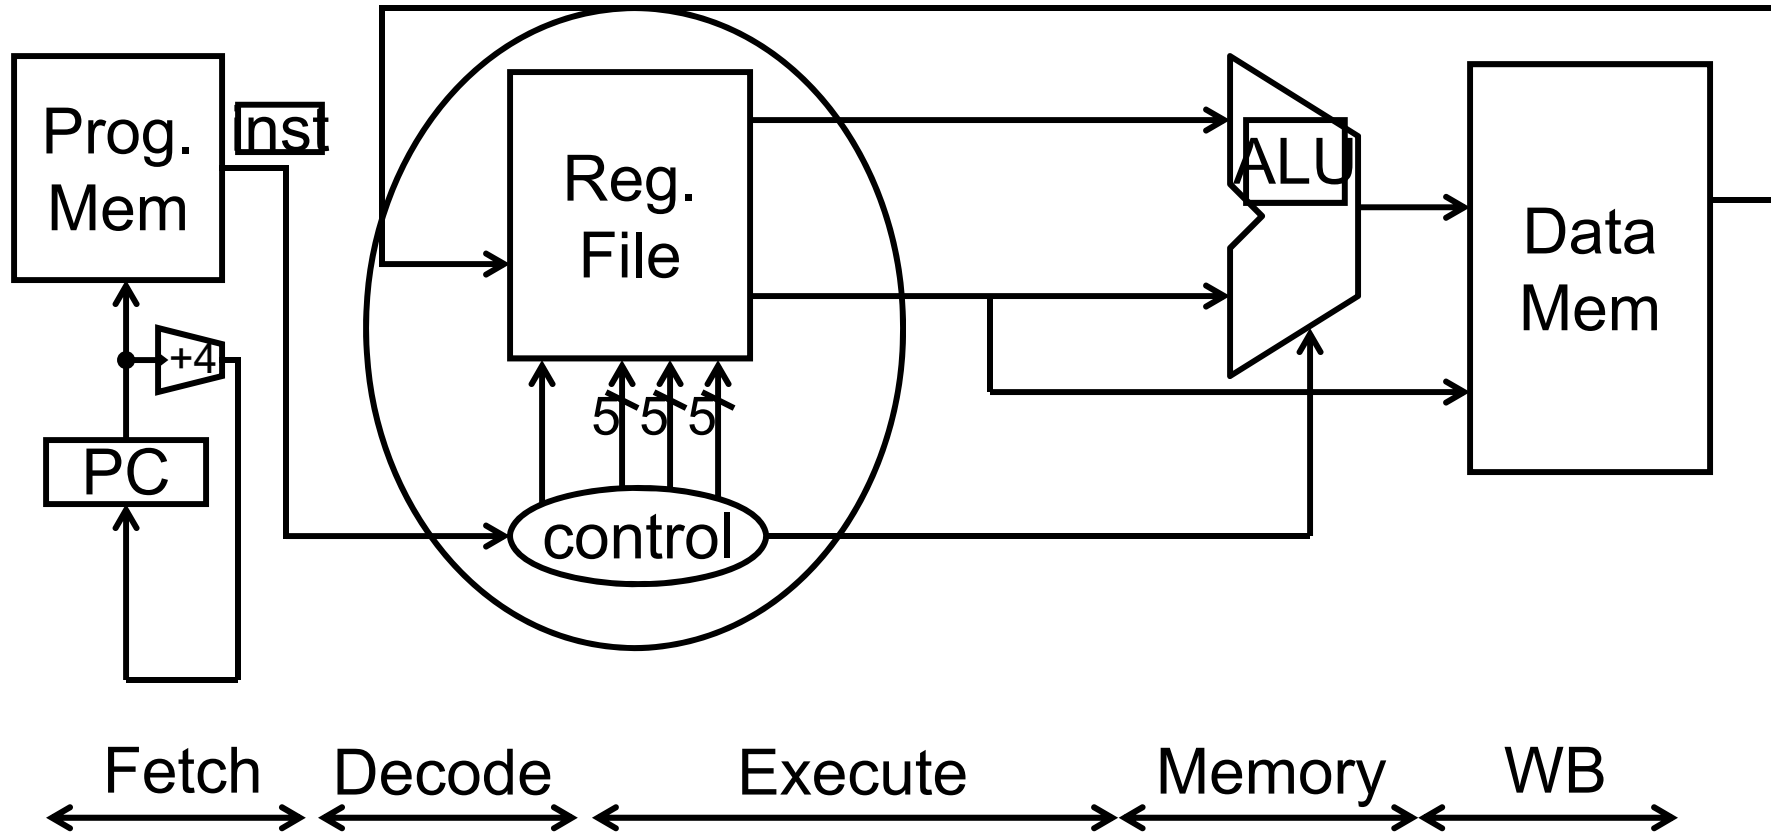 Prog.
Mem
inst
Reg.
File
ALU
Data
Mem
+4
5 5 5
PC
control
Fetch Decode Execute Memory WB